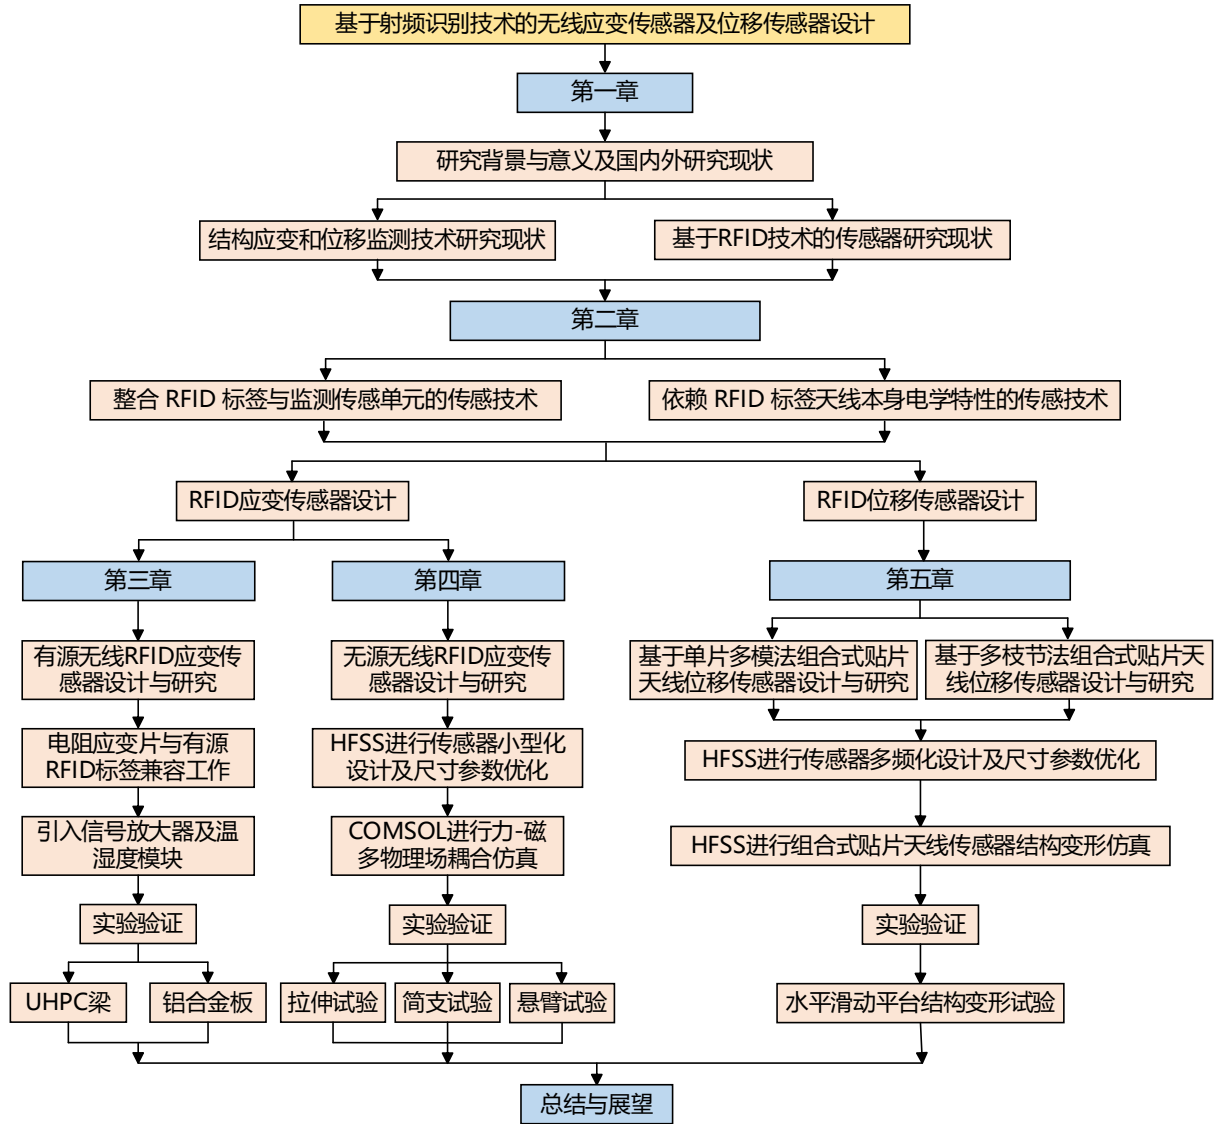 基于射频识别技术的无线应变传感器及位移传感器设计
第一章
研究背景与意义及国内外研究现状
结构应变和位移监测技术研究现状
基于RFID技术的传感器研究现状
第二章
整合 RFID 标签与监测传感单元的传感技术
依赖 RFID 标签天线本身电学特性的传感技术
RFID应变传感器设计
RFID位移传感器设计
第三章
第四章
第五章
有源无线RFID应变传
感器设计与研究
无源无线RFID应变传
感器设计与研究
基于单片多模法组合式贴片
天线位移传感器设计与研究
基于多枝节法组合式贴片天
线位移传感器设计与研究
电阻应变片与有源
RFID标签兼容工作
HFSS进行传感器小型化
设计及尺寸参数优化
HFSS进行传感器多频化设计及尺寸参数优化
引入信号放大器及温
湿度模块
COMSOL进行力-磁
多物理场耦合仿真
HFSS进行组合式贴片天线传感器结构变形仿真
实验验证
实验验证
实验验证
UHPC梁
铝合金板
拉伸试验
简支试验
悬臂试验
水平滑动平台结构变形试验
总结与展望